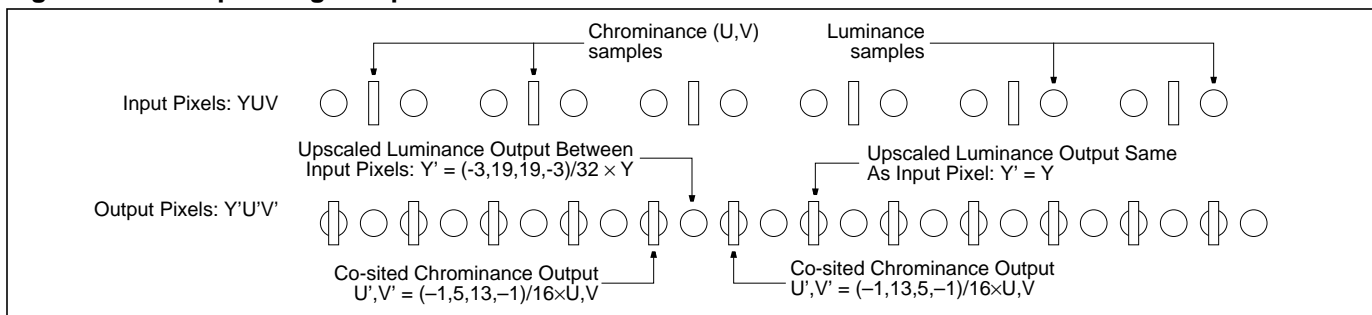 Chrominance (U,V)
samples
Luminance
samples
Input Pixels: YUV
Upscaled Luminance Output Between
Input Pixels: Y’ = (-3,19,19,-3)/32 × Y
Upscaled Luminance Output Same
As Input Pixel: Y’ = Y
Output Pixels: Y'U'V'
Co-sited Chrominance Output
U',V' = (–1,5,13,–1)/16×U,V
Co-sited Chrominance Output
U',V' = (–1,13,5,–1)/16×U,V